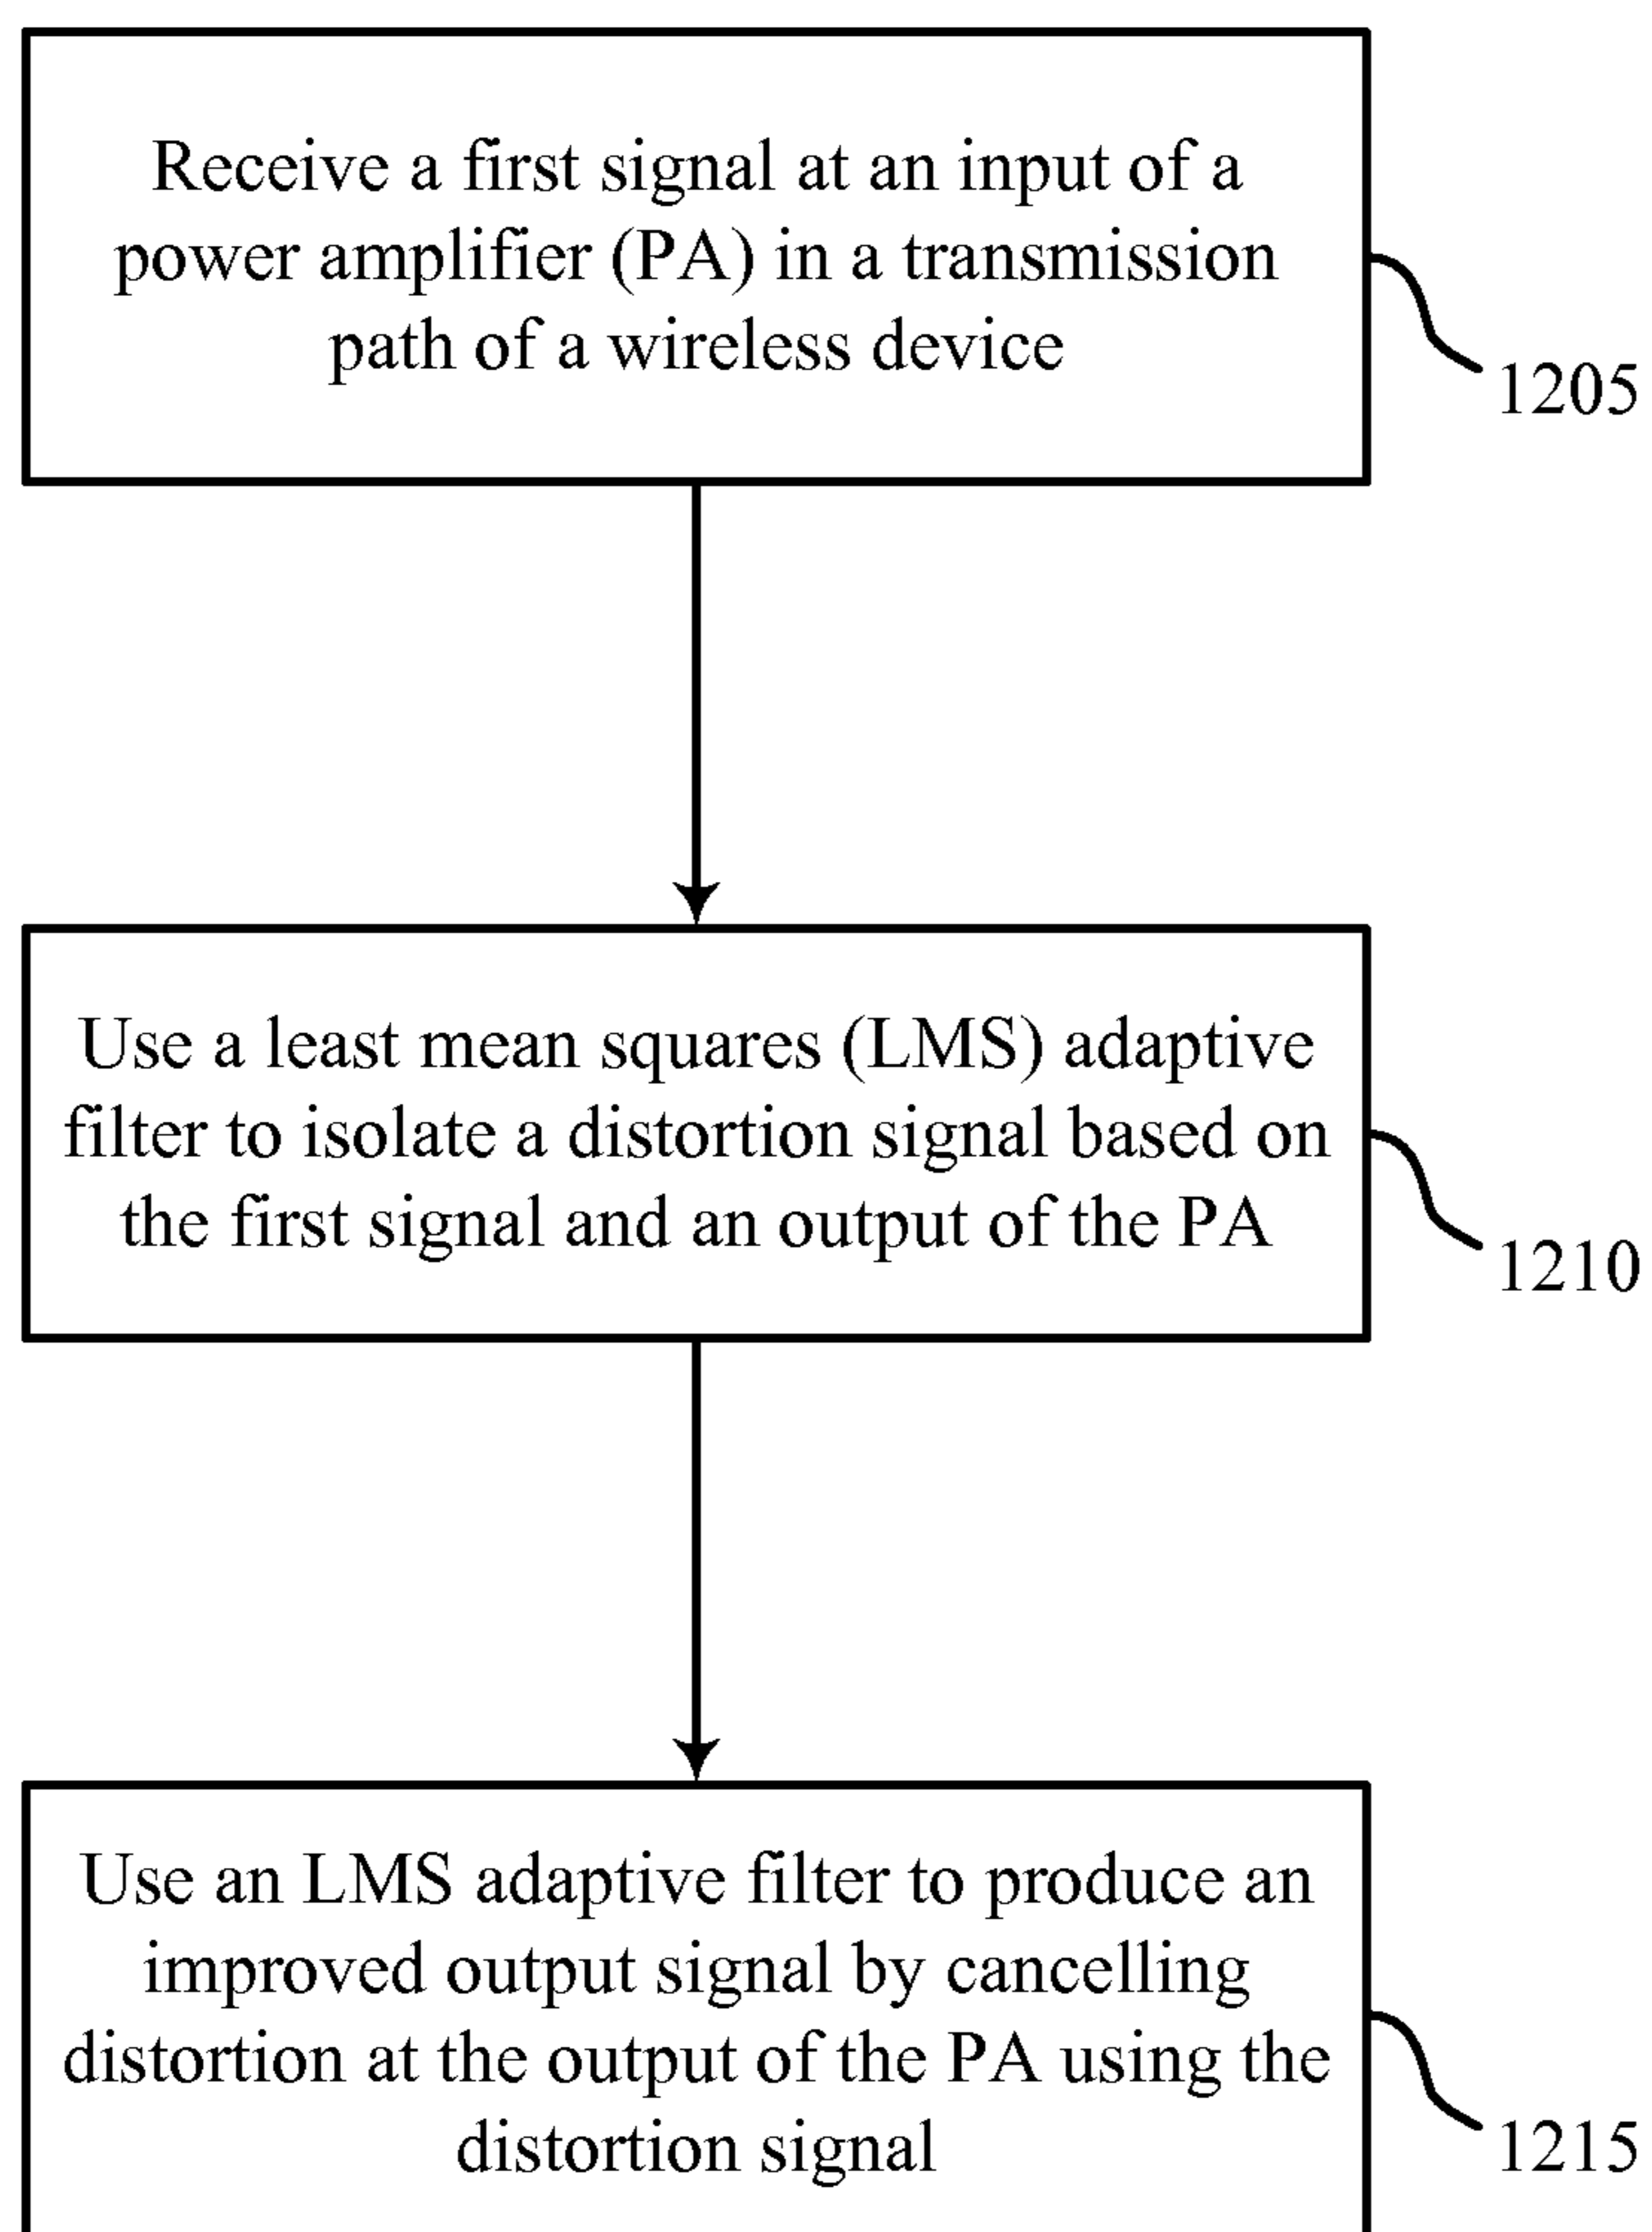 Receive a first signal at an input of a
power amplifier (PA) in a transmission
path of a wireless device
1205
Use a least mean squares (LMS) adaptive
filter to isolate a distortion signal based on
the first signal and an output of the PA
1210
Use an LMS adaptive filter to produce an
improved output signal by cancelling
distortion at the output of the PA using the
distortion signal
1215